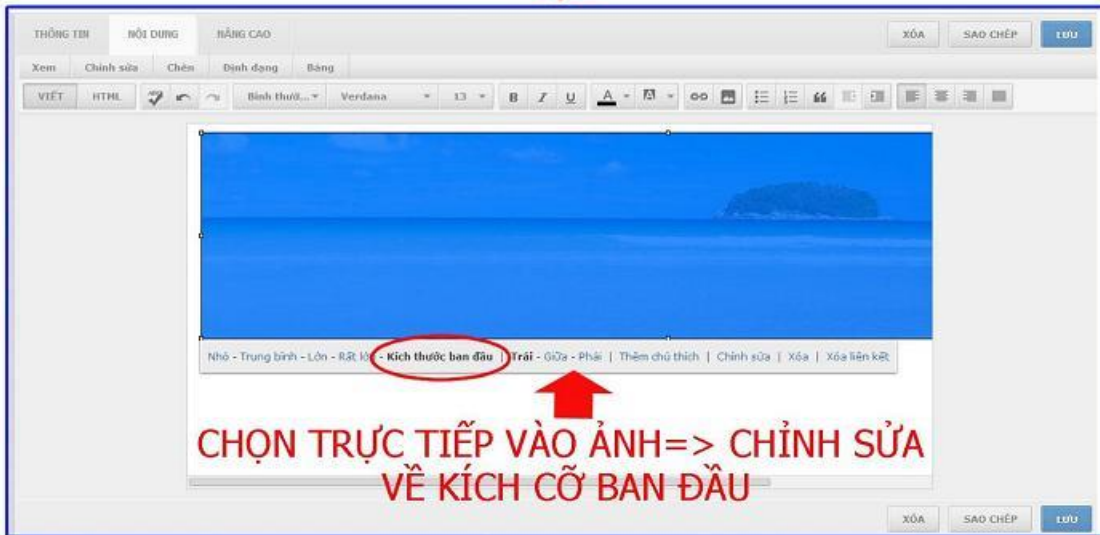 THÔNG TIN NỘI DUNG NÂNG CAO XÓA SAO CHÉP LƯU
Xem Chỉnh sửa Chèn Định dạng Bảng
VIẾT HTML Bình thườ... Verdana 13 B I U A A
Nhỏ - Trung bình - Lớn - Rất lớn - Kích thước ban đầu | Trái - Giữa - Phải | Thêm chú thích | Chỉnh sửa | Xóa | Xóa liên kết
CHỌN TRỰC TIẾP VÀO ẢNH=> CHỈNH SỬA
VỀ KÍCH CỠ BAN ĐẦU
XÓA SAO CHÉP LƯU